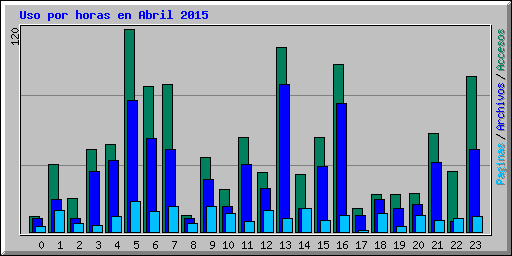 Uso por horas en Abril 2015
120
Paginas / Archivos / Accesos
0 1 2 3 4 5 6 7 8 9 10 11 12 13 14 15 16 17 18 19 20 21 22 23